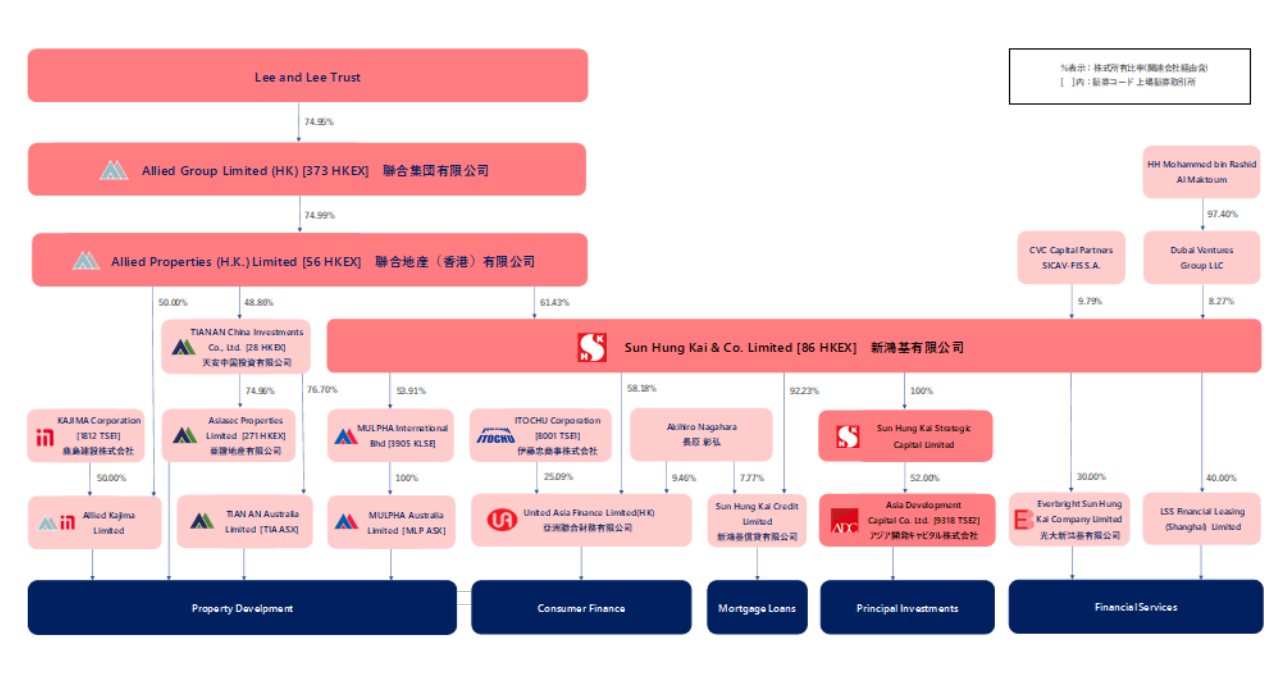 Lee and Lee Trust
%表示：株式所有比率(関連会社経由含)
[　]内：証券コード 上場証券取引所
74.95%
Allied Group Limited (HK) [373 HKEX]　聯合集団有限公司
HH Mohammed bin Rashid
Al Maktoum
74.99%
97.40%
Allied Properties (H.K.) Limited [56 HKEX]　聯合地産（香港）有限公司
CVC Capital Partners
SICAV-FIS S.A.
Dubai Ventures
Group LLC
50.00%
48.86%
61.43%
9.79%
8.27%
TIANAN China Investments
Co., Ltd. [28 HKEX]
天安中国投資有限公司
Sun Hung Kai & Co. Limited [86 HKEX]　新鴻基有限公司
74.96%
76.70%
53.91%
58.18%
92.23%
100%
KAJIMA Corporation
[1812 TSE1]
鹿島建設株式会社
Asiasec Properties
Limited [271 HKEX]
亜證地産有限公司
MULPHA International
Bhd [3905 KLSE]
ITOCHU
ITOCHU Corporation
[8001 TSE1]
伊藤忠商事株式会社
Akihiro Nagahara
長原 彰弘
Sun Hung Kai Strategic
Capital Limited
50.00%
100%
25.09%
9.46%
7.77%
52.00%
30.00%
40.00%
Allied Kajima
Limited
TIAN AN Australia
Limited [TIA ASX]
MULPHA Australia
Limited [MLP ASX]
United Asia Finance Limited(HK)
亞洲聯合財務有限公司
Sun Hung Kai Credit
Limited
新鴻基信貸有限公司
ADC
Asia Development
Capital Co. Ltd. [9318 TSE2]
アジア開発キャピタル株式会社
Everbright Sun Hung
Kai Company Limited
光大新鴻基有限公司
LSS Financial Leasing
(Shanghai) Limited
Property Develpment
Consumer Finance
Mortgage Loans
Principal Investments
Financial Services